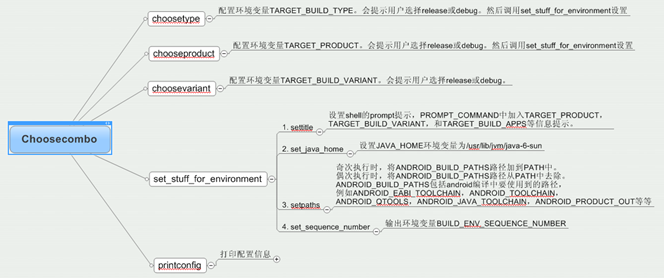 choosetype
配置环境变量TARGET_BUILD_TYPE。会提示用户选择release或debug。然后调用set_stuff_for_environment设置
chooseproduct
配置环境变量TARGET_PRODUCT。会提示用户选择release或debug。然后调用set_stuff_for_environment设置
choosevariant
配置环境变量TARGET_BUILD_VARIANT。会提示用户选择release或debug。
Choosecombo
set_stuff_for_environment
1. settitle
设置shell的prompt提示，PROMPT_COMMAND中加入TARGET_PRODUCT,
TARGET_BUILD_VARIANT，和TARGET_BUILD_APPS等信息提示。
2. set_java_home
设置JAVA_HOME环境变量为/usr/lib/jvm/java-6-sun
3. setpaths
奇次执行时，将ANDROID_BUILD_PATHS路径加到PATH中。
偶次执行时，将ANDROID_BUILD_PATHS路径从PATH中去除。
ANDROID_BUILD_PATHS包括android编译中要使用到的路径，
例如ANDROID_EABI_TOOLCHAIN，ANDROID_TOOLCHAIN，
ANDROID_QTOOLS，ANDROID_JAVA_TOOLCHAIN，ANDROID_PRODUCT_OUT等等
4. set_sequence_number
输出环境变量BUILD_ENV_SEQUENCE_NUMBER
printconfig
打印配置信息